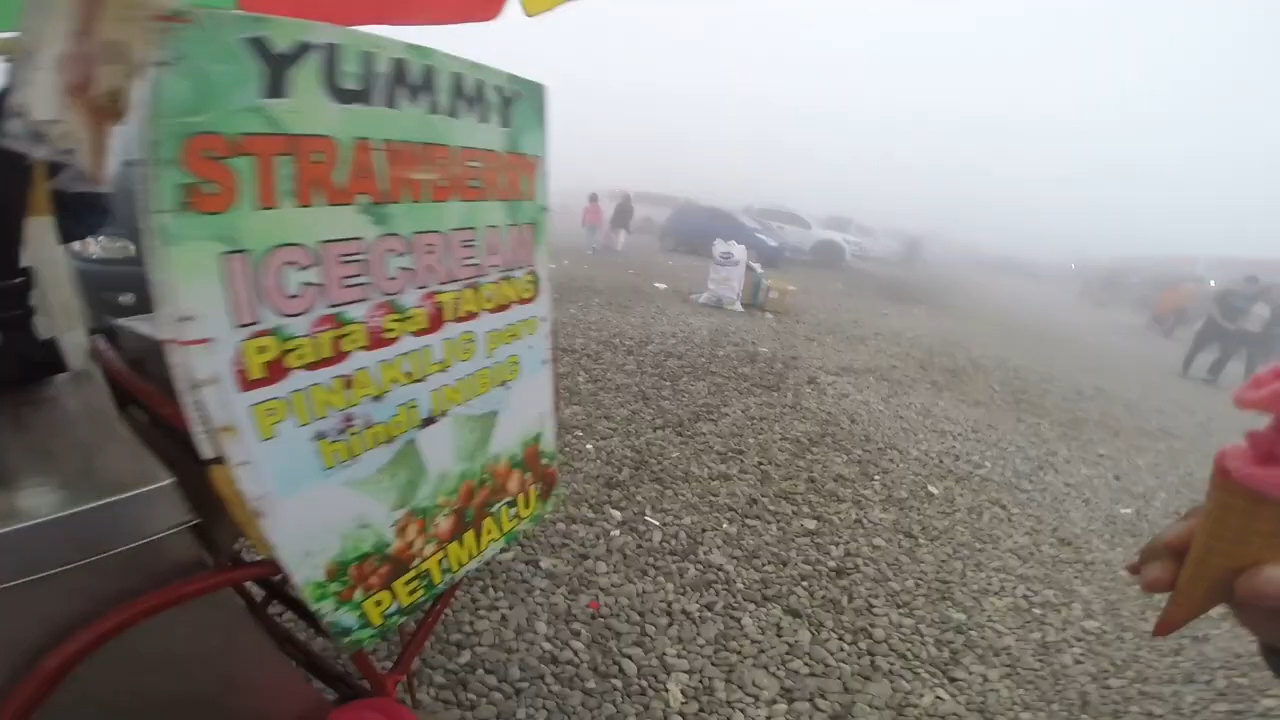 YUMMY
STRAWBERRY
ICECREAM
Para sa TAONG
PINAKILIG pero
hindi INIBIG
PETMALU